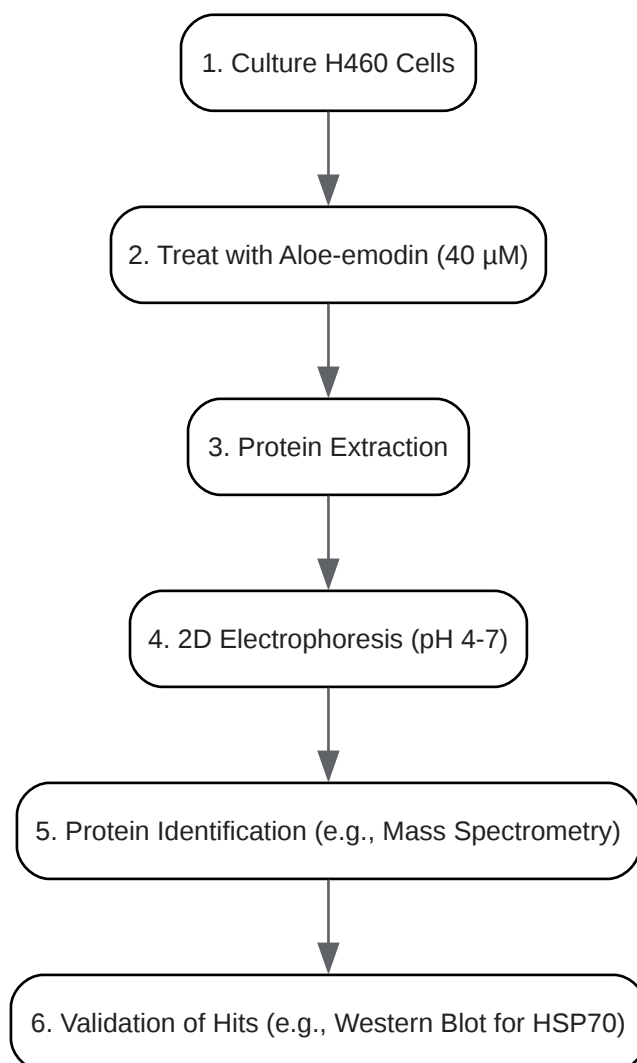 1. Culture H460 Cells
2. Treat with Aloe-emodin (40 µM)
3. Protein Extraction
4. 2D Electrophoresis (pH 4-7)
5. Protein Identification (e.g., Mass Spectrometry)
6. Validation of Hits (e.g., Western Blot for HSP70)